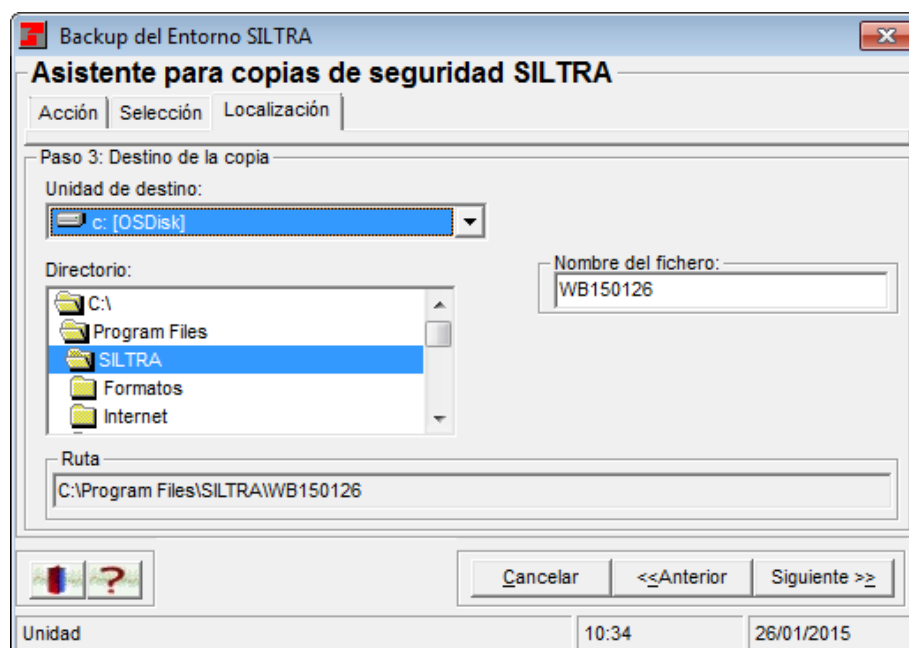 Backup del Entorno SILTRA
Asistente para copias de seguridad SILTRA
Acción Selección Localización
Paso 3: Destino de la copia
Unidad de destino:
c: [OSDisk]
Directorio:
Nombre del fichero:
WB150126
C:\
Program Files
SILTRA
Formatos
Internet
Ruta
C:\Program Files\SILTRA\WB150126
? Cancelar <<Anterior Siguiente >>
Unidad 10:34 26/01/2015